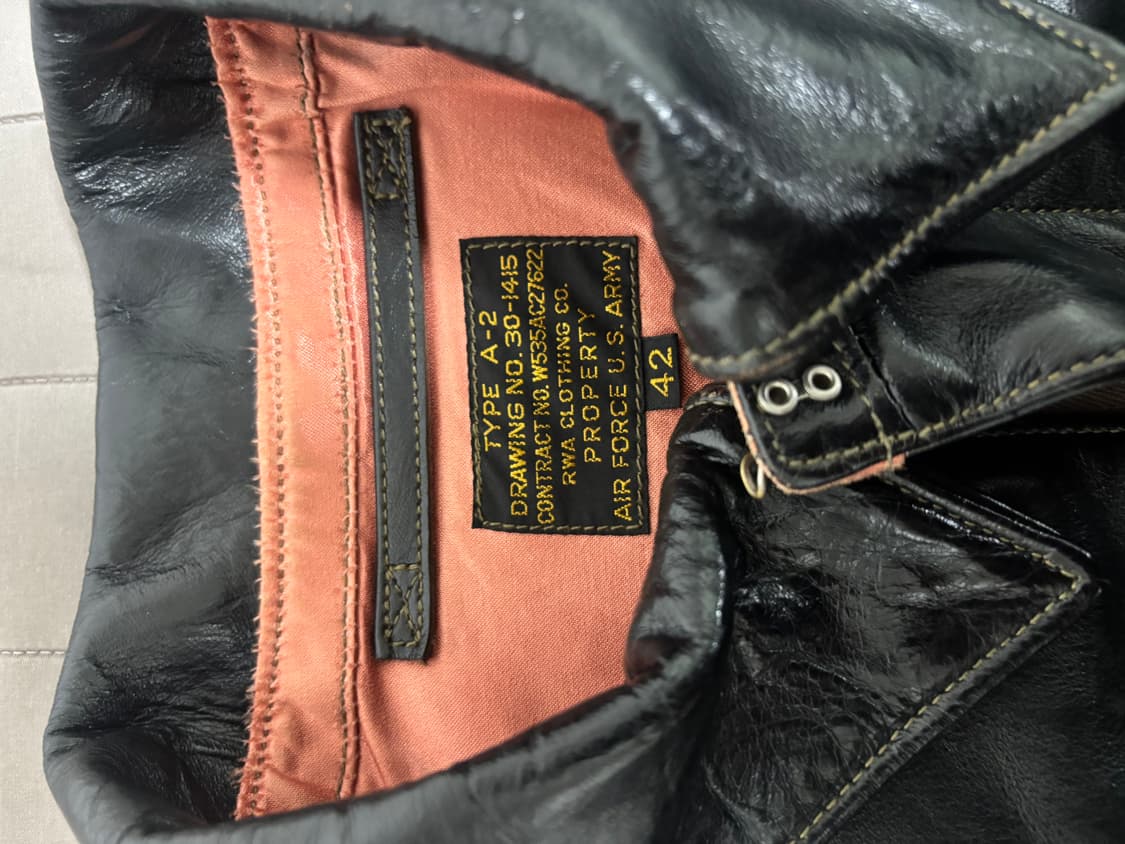 TYPE A-2
DRAWING NO. 30-1415
CONTRACT NO. W535AC27622
RWA CLOTHING CO.
PROPERTY
AIR FORCE U.S. ARMY
42